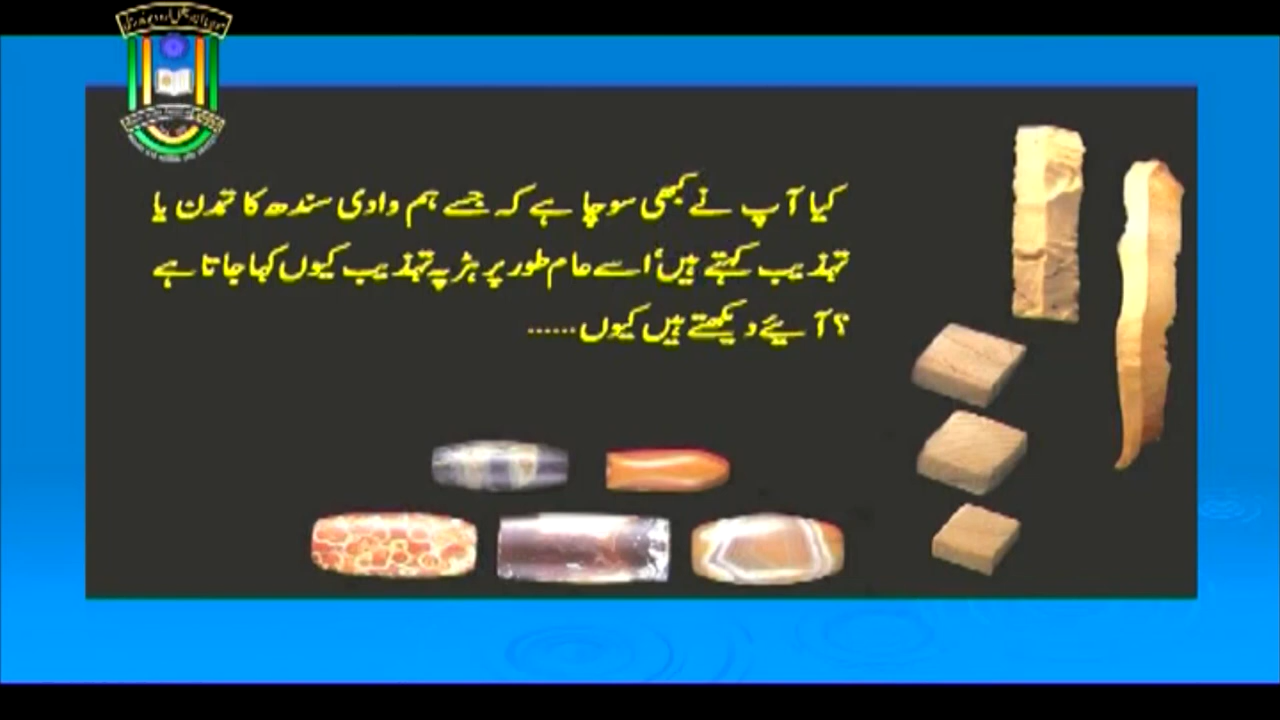 کیا آپ نے کبھی سوچا ہے کہ جسے ہم وادی سندھ کا تمدن یا
تہذیب کہتے ہیں، اسے عام طور پر ہڑپہ تہذیب کیوں کہا جاتا ہے
؟ آیئے دیکھتے ہیں کیوں ......